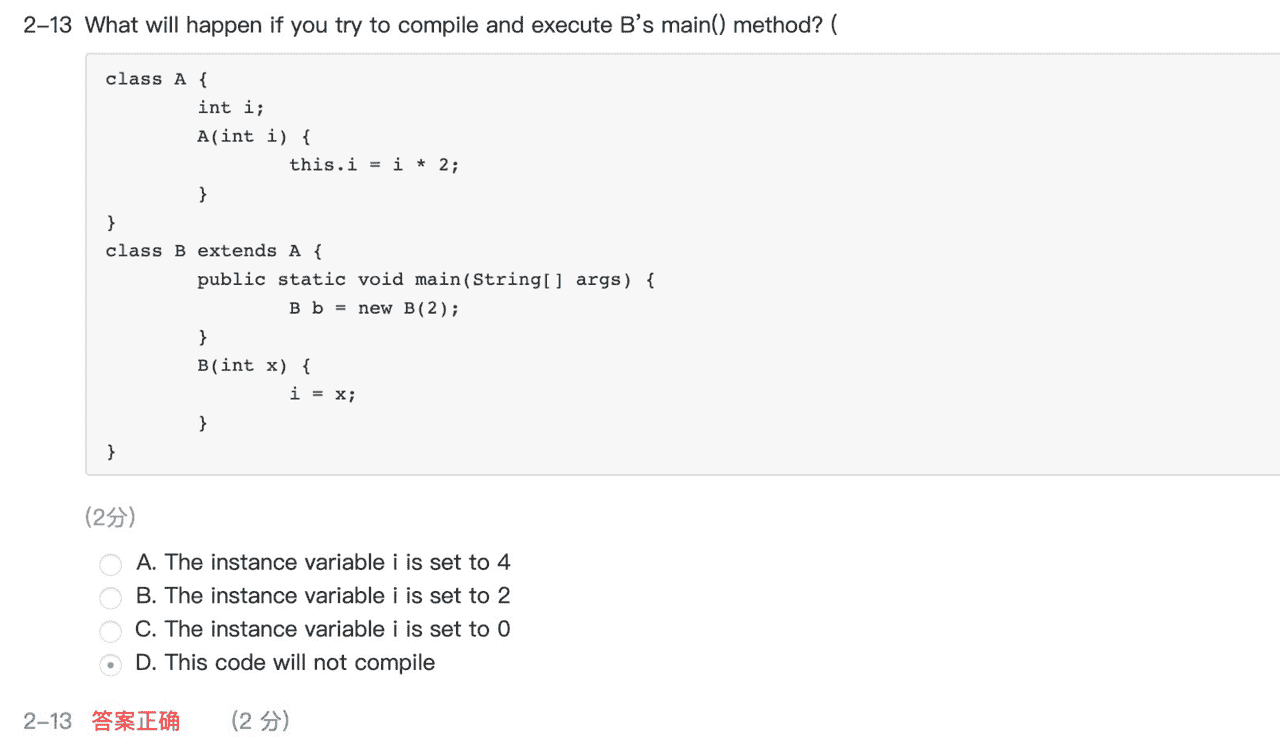 2–13 What will happen if you try to compile and execute B's main() method? (
class A {
int i;
A(int i) {
this.i = i * 2;
}
}
class B extends A {
public static void main(String[] args) {
B b = new B(2);
}
B(int x) {
i = x;
}
}
(2分)
A. The instance variable i is set to 4
B. The instance variable i is set to 2
C. The instance variable i is set to 0
D. This code will not compile
2–13 答案正确 (2 分)